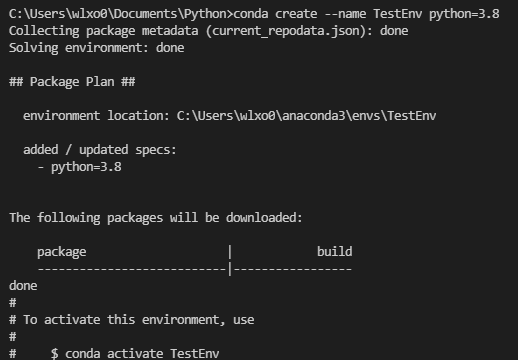 C:\Users\wlxo0\Documents\Python>conda create --name TestEnv python=3.8
Collecting package metadata (current_repodata.json): done
Solving environment: done
## Package Plan ##
environment location: C:\Users\wlxo0\anaconda3\envs\TestEnv
added / updated specs:
- python=3.8
The following packages will be downloaded:
package | build
---------------------------|-----------------
done
#
# To activate this environment, use
#
# $ conda activate TestEnv